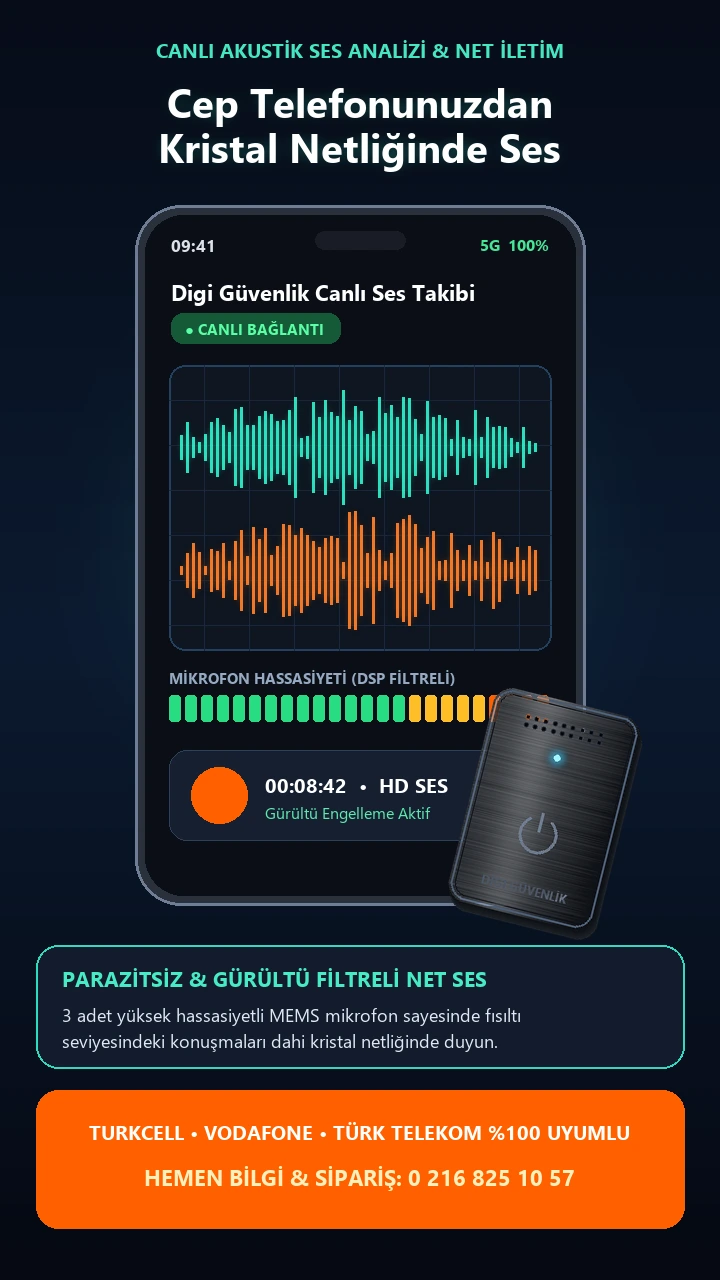 CANLI AKUSTİK SES ANALİZİ & NET İLETİM
Cep Telefonunuzdan
Kristal Netliğinde Ses
09:41
5G 100%
Digi Güvenlik Canlı Ses Takibi
● CANLI BAĞLANTI
MİKROFON HASSASİYETİ (DSP FİLTRELİ)
00:08:42 • HD SES
Gürültü Engelleme Aktif
DIGI GÜVENLİK
PARAZİTSİZ & GÜRÜLTÜ FİLTRELİ NET SES
3 adet yüksek hassasiyetli MEMS mikrofon sayesinde fısıltı
seviyesindeki konuşmaları dahi kristal netliğinde duyun.
TURKCELL • VODAFONE • TÜRK TELEKOM %100 UYUMLU
HEMEN BİLGİ & SİPARİŞ: 0 216 825 10 57